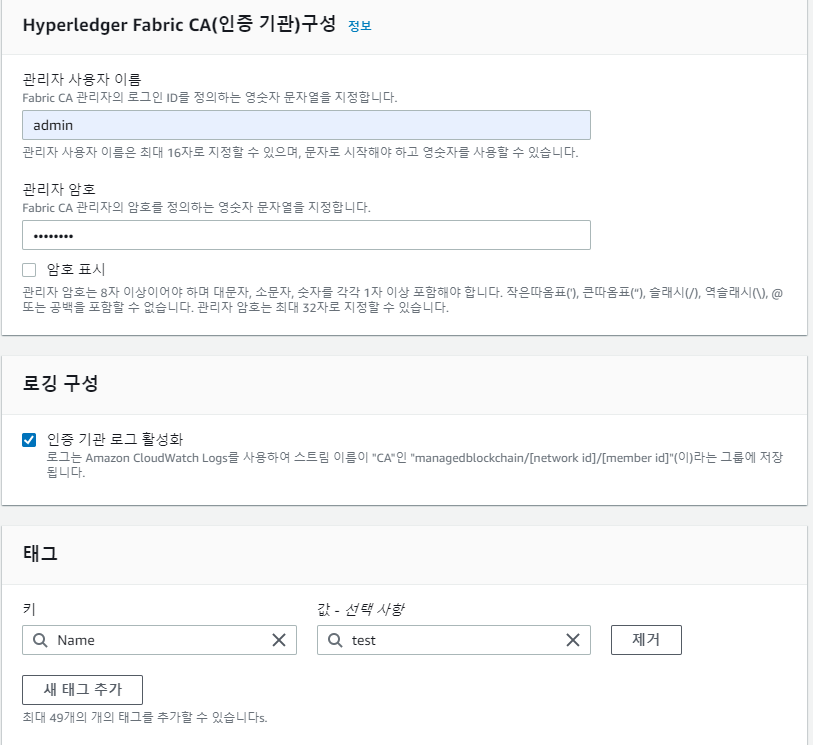 Hyperledger Fabric CA(인증 기관)구성 정보
관리자 사용자 이름
Fabric CA 관리자의 로그인 ID를 정의하는 영숫자 문자열을 지정합니다.
admin
관리자 사용자 이름은 최대 16자로 지정할 수 있으며, 문자로 시작해야 하고 영숫자를 사용할 수 있습니다.
관리자 암호
Fabric CA 관리자의 암호를 정의하는 영숫자 문자열을 지정합니다.
••••••••
암호 표시
관리자 암호는 8자 이상이어야 하며 대문자, 소문자, 숫자를 각각 1자 이상 포함해야 합니다. 작은따옴표('), 큰따옴표("), 슬래시(/), 역슬래시(\), @
또는 공백을 포함할 수 없습니다. 관리자 암호는 최대 32자로 지정할 수 있습니다.
로깅 구성
인증 기관 로그 활성화
로그는 Amazon CloudWatch Logs를 사용하여 스트림 이름이 "CA"인 "managedblockchain/[network id]/[member id]"(이)라는 그룹에 저장
됩니다.
태그
키 값 - 선택 사항
Name test 제거
새 태그 추가
최대 49개의 개의 태그를 추가할 수 있습니다s.